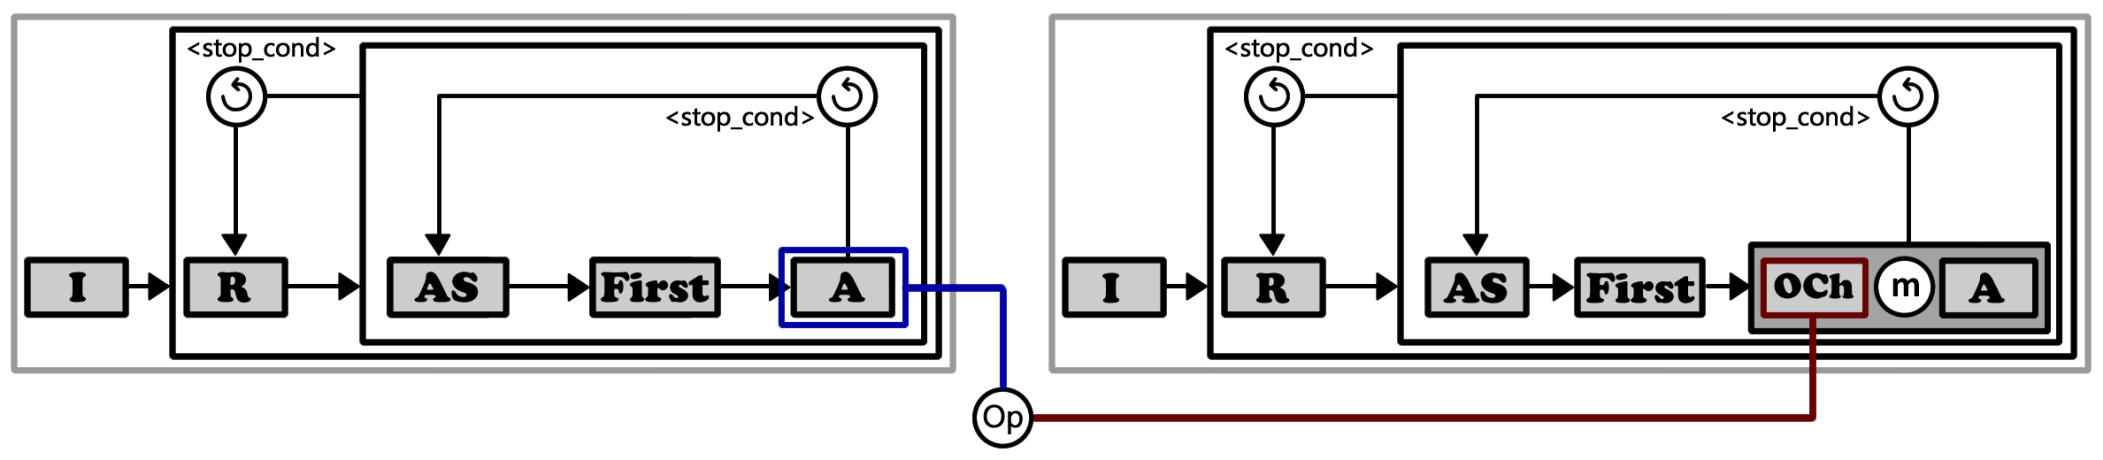 <stop_cond>
<stop_cond>
I
R
AS
First
A
<stop_cond>
<stop_cond>
I
R
AS
First
OCh
m
A
Op